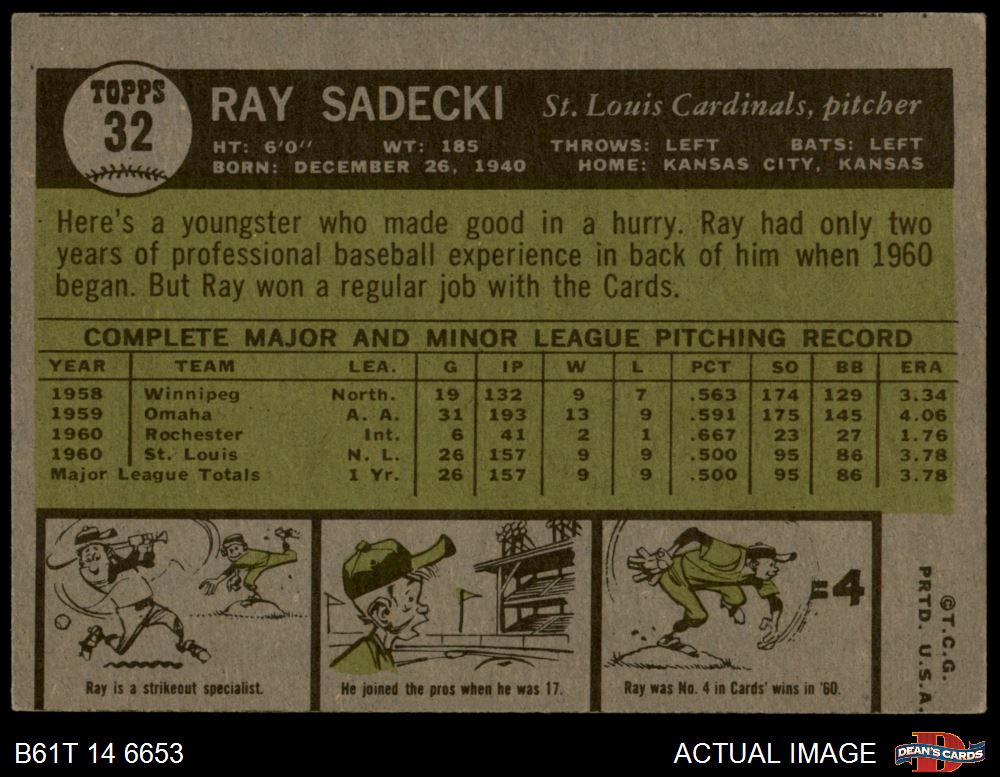 TOPPS
32
RAY SADECKI St. Louis Cardinals, pitcher
HT: 6'0" WT: 185 THROWS: LEFT BATS: LEFT
BORN: DECEMBER 26, 1940 HOME: KANSAS CITY, KANSAS
Here's a youngster who made good in a hurry. Ray had only two
years of professional baseball experience in back of him when 1960
began. But Ray won a regular job with the Cards.
COMPLETE MAJOR AND MINOR LEAGUE PITCHING RECORD
YEAR TEAM LEA. G IP W L PCT SO BB ERA
1958 Winnipeg North. 19 132 9 7 .563 174 129 3.34
1959 Omaha A. A. 31 193 13 9 .591 175 145 4.06
1960 Rochester Int. 6 41 2 1 .667 23 27 1.76
1960 St. Louis N. L. 26 157 9 9 .500 95 86 3.78
Major League Totals 1 Yr. 26 157 9 9 .500 95 86 3.78
Ray is a strikeout specialist.
He joined the pros when he was 17.
#4
Ray was No. 4 in Cards' wins in '60.
©T.C.G.
PRTD. U.S.A.
B61T 14 6653
ACTUAL IMAGE
DEAN'S CARDS